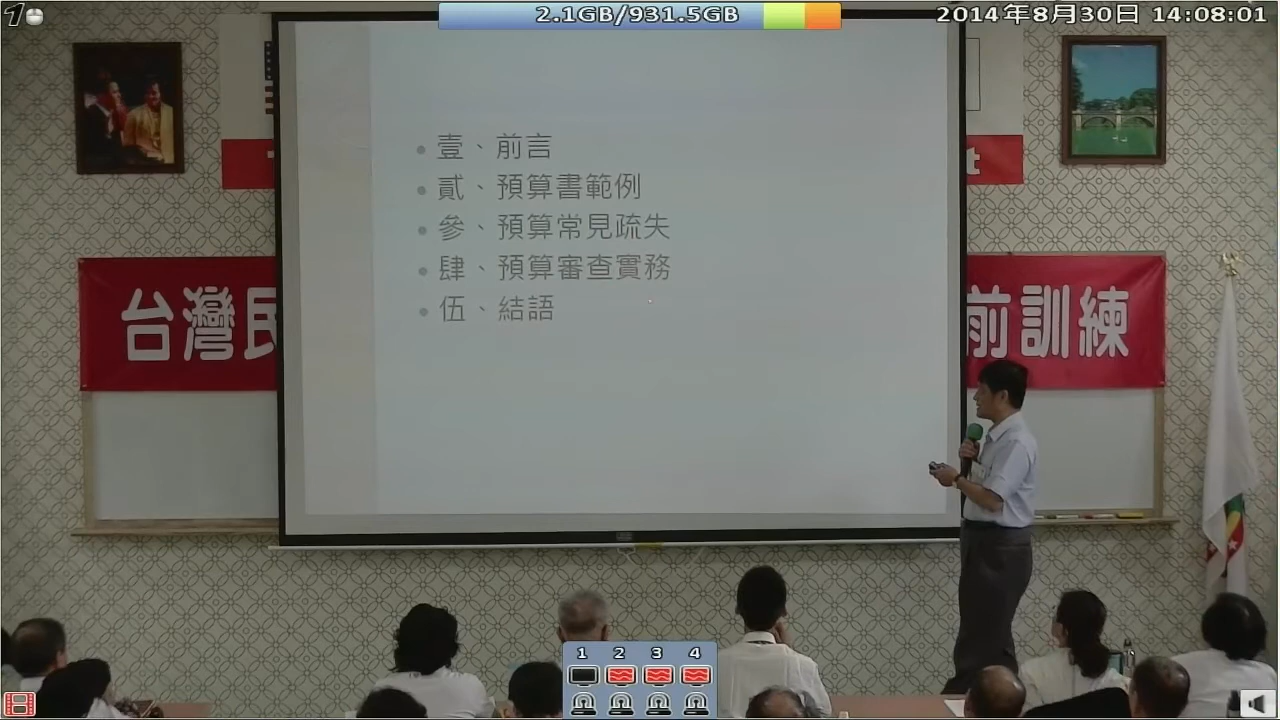 2.1GB/931.5GB
2014年8月30日 14:08:01
壹、前言
貳、預算書範例
參、預算常見疏失
肆、預算審查實務
伍、結語
台灣民
前訓練
t
1 2 3 4